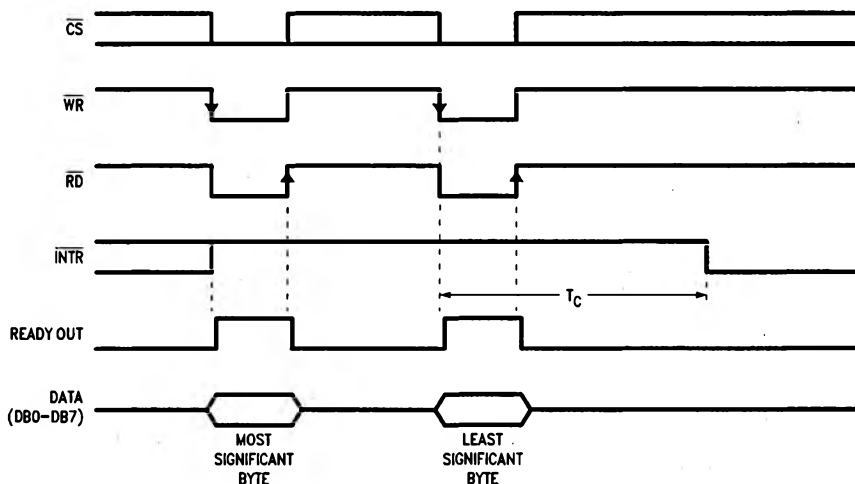 CS
WR
RD
INTR
T_C
READY OUT
DATA
(DB0-DB7)
MOST
SIGNIFICANT
BYTE
LEAST
SIGNIFICANT
BYTE